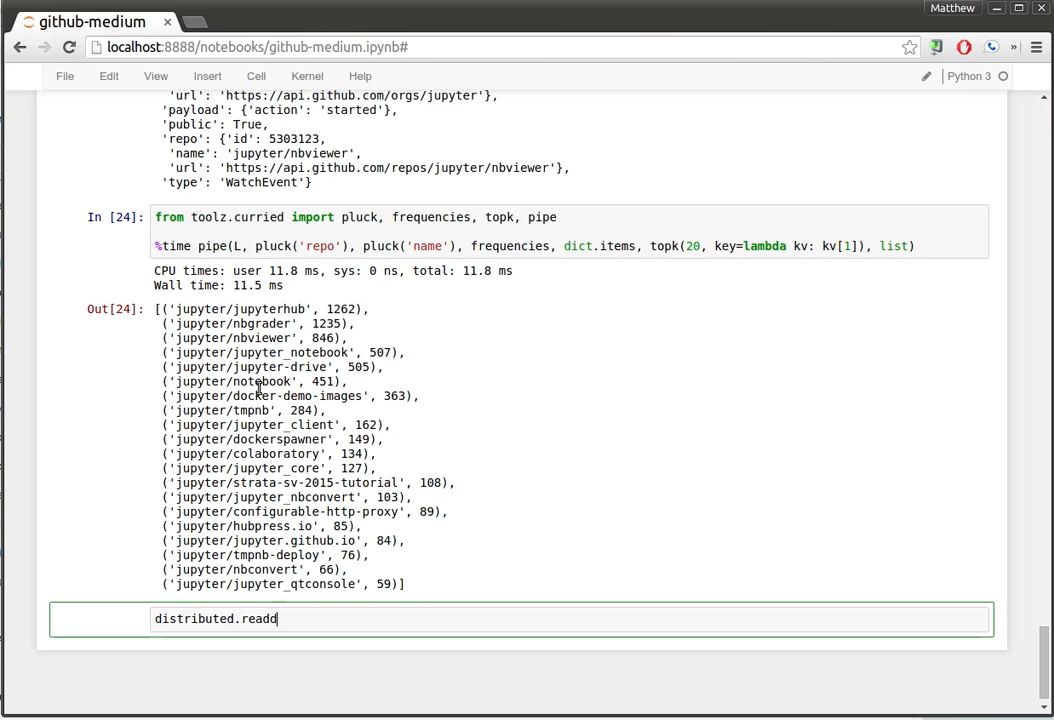 Matthew
github-medium
localhost:8888/notebooks/github-medium.ipynb#
File Edit View Insert Cell Kernel Help Python 3
'url': 'https://api.github.com/orgs/jupyter'},
'payload': {'action': 'started'},
'public': True,
'repo': {'id': 5303123,
'name': 'jupyter/nbviewer',
'url': 'https://api.github.com/repos/jupyter/nbviewer'},
'type': 'WatchEvent'}
In [24]: from toolz.curried import pluck, frequencies, topk, pipe
%time pipe(L, pluck('repo'), pluck('name'), frequencies, dict.items, topk(20, key=lambda kv: kv[1]), list)
CPU times: user 11.8 ms, sys: 0 ns, total: 11.8 ms
Wall time: 11.5 ms
Out[24]: [('jupyter/jupyterhub', 1262),
('jupyter/nbgrader', 1235),
('jupyter/nbviewer', 846),
('jupyter/jupyter_notebook', 507),
('jupyter/jupyter-drive', 505),
('jupyter/notebook', 451),
('jupyter/docker-demo-images', 363),
('jupyter/tmpnb', 284),
('jupyter/jupyter_client', 162),
('jupyter/dockerspawner', 149),
('jupyter/colaboratory', 134),
('jupyter/jupyter_core', 127),
('jupyter/strata-sv-2015-tutorial', 108),
('jupyter/jupyter_nbconvert', 103),
('jupyter/configurable-http-proxy', 89),
('jupyter/hubpress.io', 85),
('jupyter/jupyter.github.io', 84),
('jupyter/tmpnb-deploy', 76),
('jupyter/nbconvert', 66),
('jupyter/jupyter_qtconsole', 59)]
distributed.readd